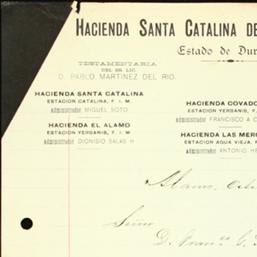 HACIENDA SANTA CATALINA DE
Estado de Dur
TESTAMENTARIA
DEL SR LIC.
D. PABLO MARTINEZ DEL RIO.
HACIENDA SANTA CATALINA
ESTACION CATALINA, F. I. M.
Administrador MIGUEL SOTO
HACIENDA EL ALAMO
ESTACION YERBANIS, F. I. M.
Administrador DIONISIO SALAS H
HACIENDA COVADO
ESTACION YERBANIS, F.
Administrador FRANCISCO A
HACIENDA LAS MER
ESTACION AGUA VIEJA, F
Administrador ANTONIO H
Alamo,
Señor
D.